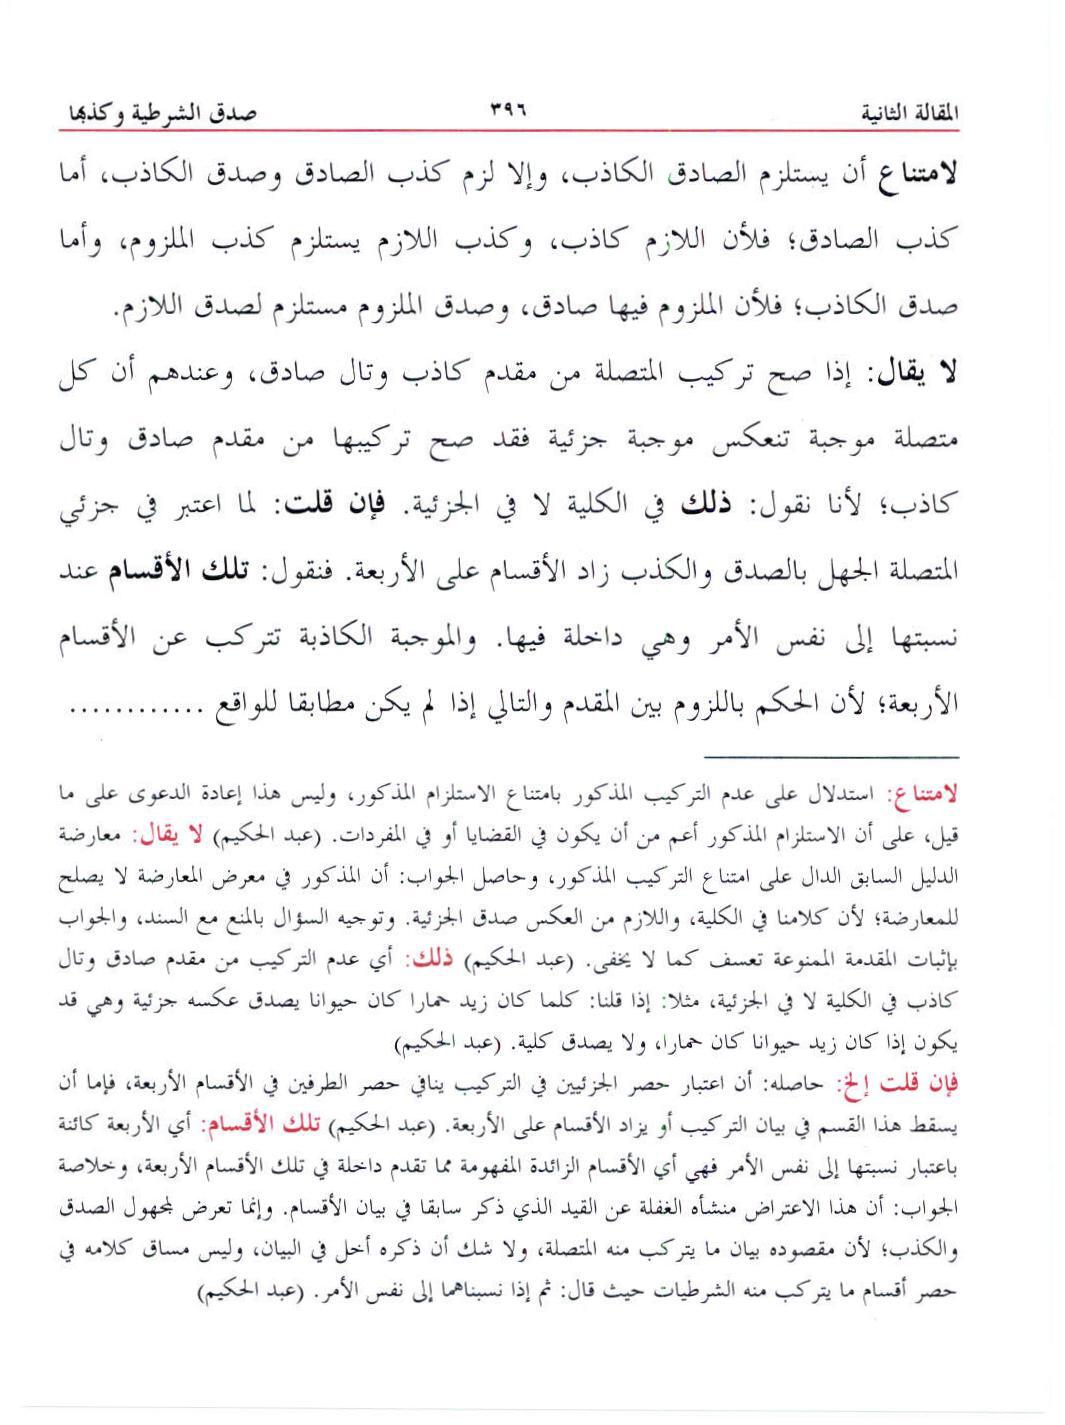 المقالة الثانية ٣٩٦ صدق الشرطية وكذبها
لامتناع أن يستلزم الصادق الكاذب، وإلا لزم كذب الصادق وصدق الكاذب، أما
كذب الصادق؛ فلأن اللازم كاذب، وكذب اللازم يستلزم كذب الملزوم، وأما
صدق الكاذب؛ فلأن الملزوم فيها صادق، وصدق الملزوم مستلزم لصدق اللازم.
لا يقال: إذا صح تركيب المتصلة من مقدم كاذب وتال صادق، وعندهم أن كل
متصلة موجبة تنعكس موجبة جزئية فقد صح تركيبها من مقدم صادق وتال
كاذب؛ لأنا نقول: ذلك في الكلية لا في الجزئية. فإن قلت: لما اعتبر في جزئي
المتصلة الجهل بالصدق والكذب زاد الأقسام على الأربعة. فنقول: تلك الأقسام عند
نسبتها إلى نفس الأمر وهي داخلة فيها. والموجبة الكاذبة تتركب عن الأقسام
الأربعة؛ لأن الحكم باللزوم بين المقدم والتالي إذا لم يكن مطابقا للواقع ............
لامتناع: استدلال على عدم التركيب المذكور بامتناع الاستلزام المذكور، وليس هذا إعادة الدعوى على ما
قيل، على أن الاستلزام المذكور أعم من أن يكون في القضايا أو في المفردات. (عبد الحكيم) لا يقال: معارضة
الدليل السابق الدال على امتناع التركيب المذكور، وحاصل الجواب: أن المذكور في معرض المعارضة لا يصلح
للمعارضة؛ لأن كلامنا في الكلية، واللازم من العكس صدق الجزئية. وتوجيه السؤال بالمنع مع السند، والجواب
بإثبات المقدمة الممنوعة تعسف كما لا يخفى. (عبد الحكيم) ذلك: أي عدم التركيب من مقدم صادق وتال
كاذب في الكلية لا في الجزئية، مثلا: إذا قلنا: كلما كان زيد حمارا كان حيوانا يصدق عكسه جزئية وهي قد
يكون إذا كان زيد حيوانا كان حمارا، ولا يصدق كلية. (عبد الحكيم)
فإن قلت إلخ: حاصله: أن اعتبار حصر الجزئيين في التركيب ينافي حصر الطرفين في الأقسام الأربعة، فإما أن
يسقط هذا القسم في بيان التركيب أو يزاد الأقسام على الأربعة. (عبد الحكيم) تلك الأقسام: أي الأربعة كائنة
باعتبار نسبتها إلى نفس الأمر فهي أي الأقسام الزائدة المفهومة مما تقدم داخلة في تلك الأقسام الأربعة، وخلاصة
الجواب: أن هذا الاعتراض منشأه الغفلة عن القيد الذي ذكر سابقا في بيان الأقسام. وإنما تعرض لمجهول الصدق
والكذب؛ لأن مقصوده بيان ما يتركب منه المتصلة، ولا شك أن ذكره أخل في البيان، وليس مساق كلامه في
حصر أقسام ما يتركب منه الشرطيات حيث قال: ثم إذا نسبناهما إلى نفس الأمر. (عبد الحكيم)